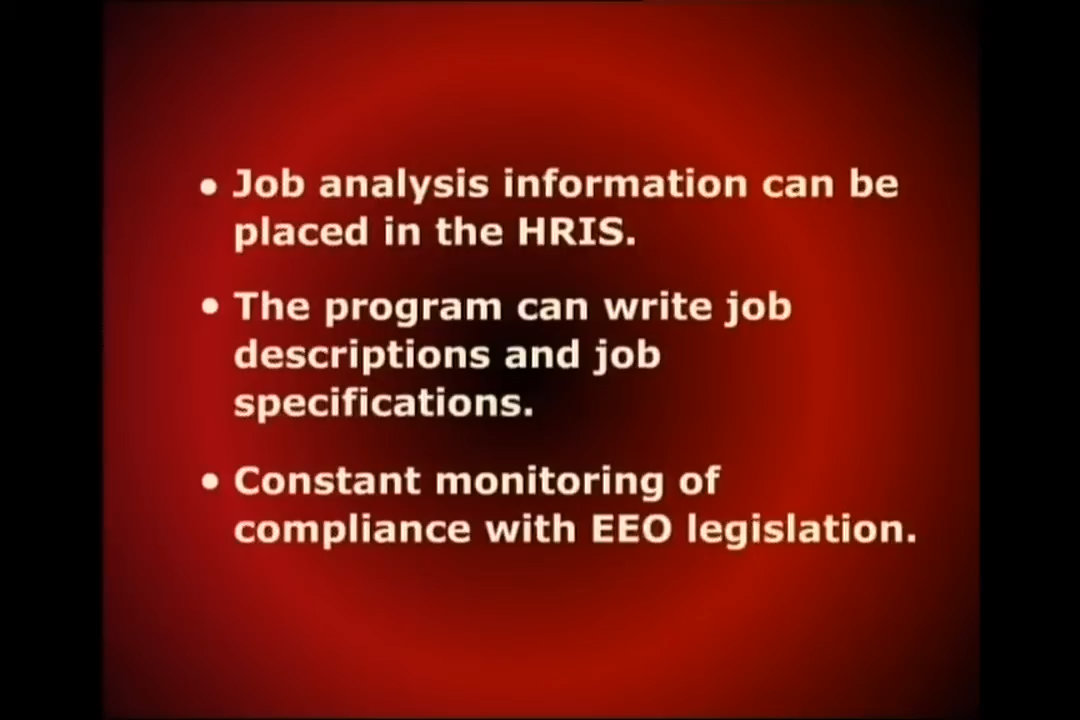 • Job analysis information can be
placed in the HRIS.
• The program can write job
descriptions and job
specifications.
• Constant monitoring of
compliance with EEO legislation.